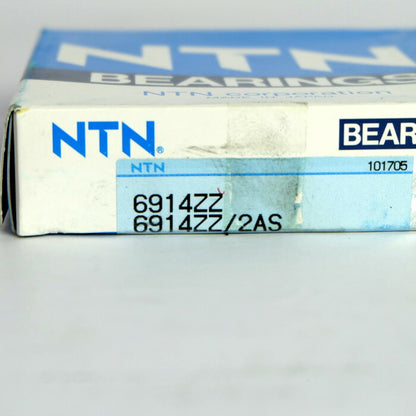 NTN
BEARINGS
NTN corporation
NTN®
BEAR
NTN
101705
6914ZZ
6914ZZ/2AS